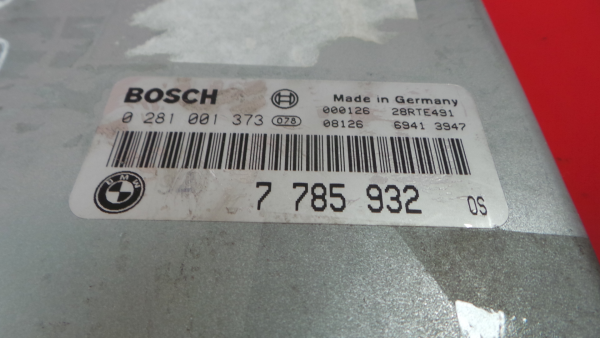 BOSCH
Made in Germany
0 281 001 373 078
000126 28RTE491
08126 6941 3947
BMW
7 785 932 OS